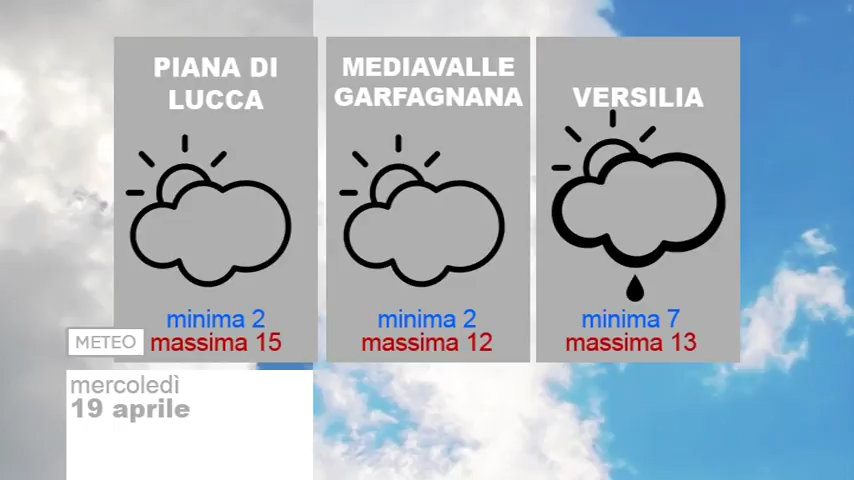 PIANA DI
LUCCA
minima 2
massima 15
MEDIAVALLE
GARFAGNANA
minima 2
massima 12
VERSILIA
minima 7
massima 13
METEO
mercoledì
19 aprile